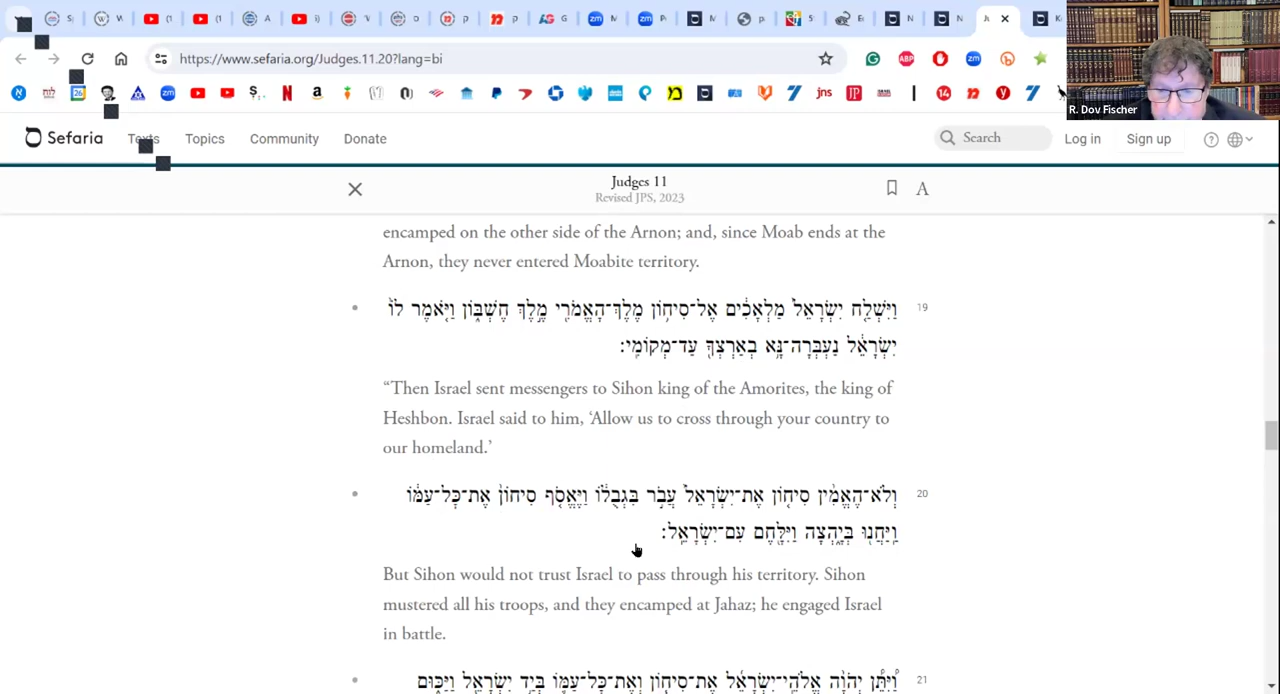 https://www.sefaria.org/Judges.11.20?lang=bi
R. Dov Fischer
Sefaria Texts Topics Community Donate Search Log in Sign up
Judges 11
Revised JPS, 2023
encamped on the other side of the Arnon; and, since Moab ends at the
Arnon, they never entered Moabite territory.
וַיִּשְׁלַ֤ח יִשְׂרָאֵל֙ מַלְאָכִ֔ים אֶל־סִיח֥וֹן מֶלֶךְ־הָאֱמֹרִ֖י מֶ֣לֶךְ חֶשְׁבּ֑וֹן וַיֹּ֤אמֶר לוֹ֙ 19
יִשְׂרָאֵ֔ל נַעְבְּרָה־נָּ֥א בְאַרְצְךָ֖ עַד־מְקוֹמִֽי׃
“Then Israel sent messengers to Sihon king of the Amorites, the king of
Heshbon. Israel said to him, ‘Allow us to cross through your country to
our homeland.’
וְלֹא־הֶאֱמִ֨ין סִיח֤וֹן אֶת־יִשְׂרָאֵל֙ עֲבֹ֣ר בִּגְבֻל֔וֹ וַיֶּאֱסֹ֤ף סִיחוֹן֙ אֶת־כׇּל־עַמּ֔וֹ 20
וַֽיַּחֲנ֖וּ בְּיָ֑הְצָה וַיִּלָּ֖חֶם עִם־יִשְׂרָאֵֽל׃
But Sihon would not trust Israel to pass through his territory. Sihon
mustered all his troops, and they encamped at Jahaz; he engaged Israel
in battle.
וַ֠יִּתֵּ֠ן יְהֹוָ֨ה אֱלֹהֵֽי־יִשְׂרָאֵ֜ל אֶת־סִיח֧וֹן וְאֶת־כׇּל־עַמּ֛וֹ בְּיַ֥ד יִשְׂרָאֵ֖ל וַיַּכּ֑וּם 21